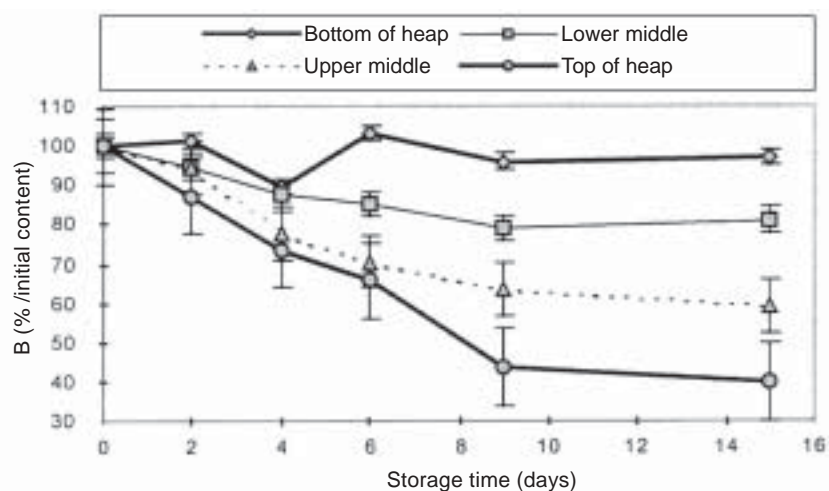 Bottom of heap Lower middle
Upper middle Top of heap
110
100
90
80
70
60
50
40
30
B (% /initial content)
0 2 4 6 8 10 12 14 16
Storage time (days)